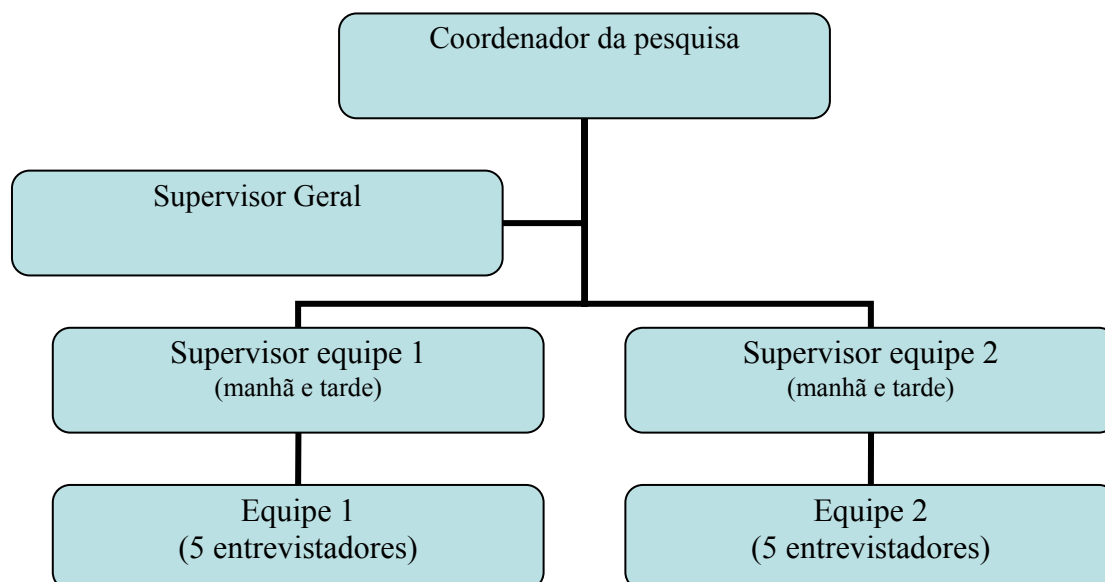 Coordenador da pesquisa
Supervisor Geral
Supervisor equipe 1
(manhã e tarde)
Supervisor equipe 2
(manhã e tarde)
Equipe 1
(5 entrevistadores)
Equipe 2
(5 entrevistadores)